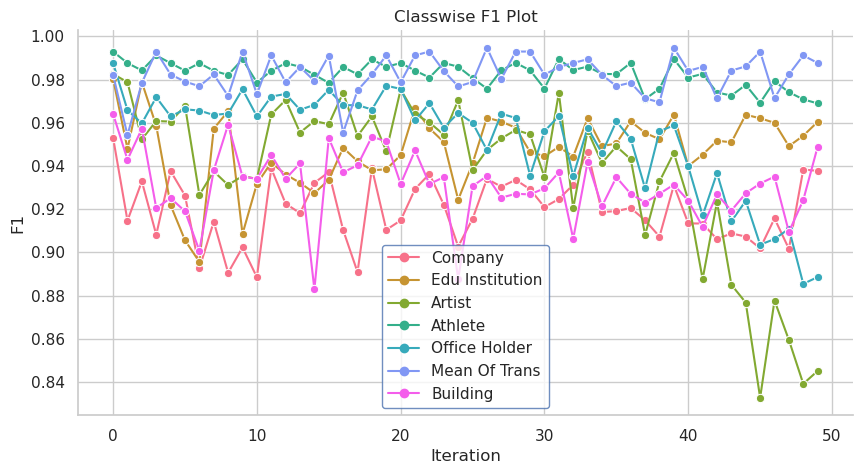 Classwise F1 Plot
1.00
0.98
0.96
0.94
0.92
0.90
0.88
0.86
0.84
F1
Company
Edu Institution
Artist
Athlete
Office Holder
Mean Of Trans
Building
0 10 20 30 40 50
Iteration